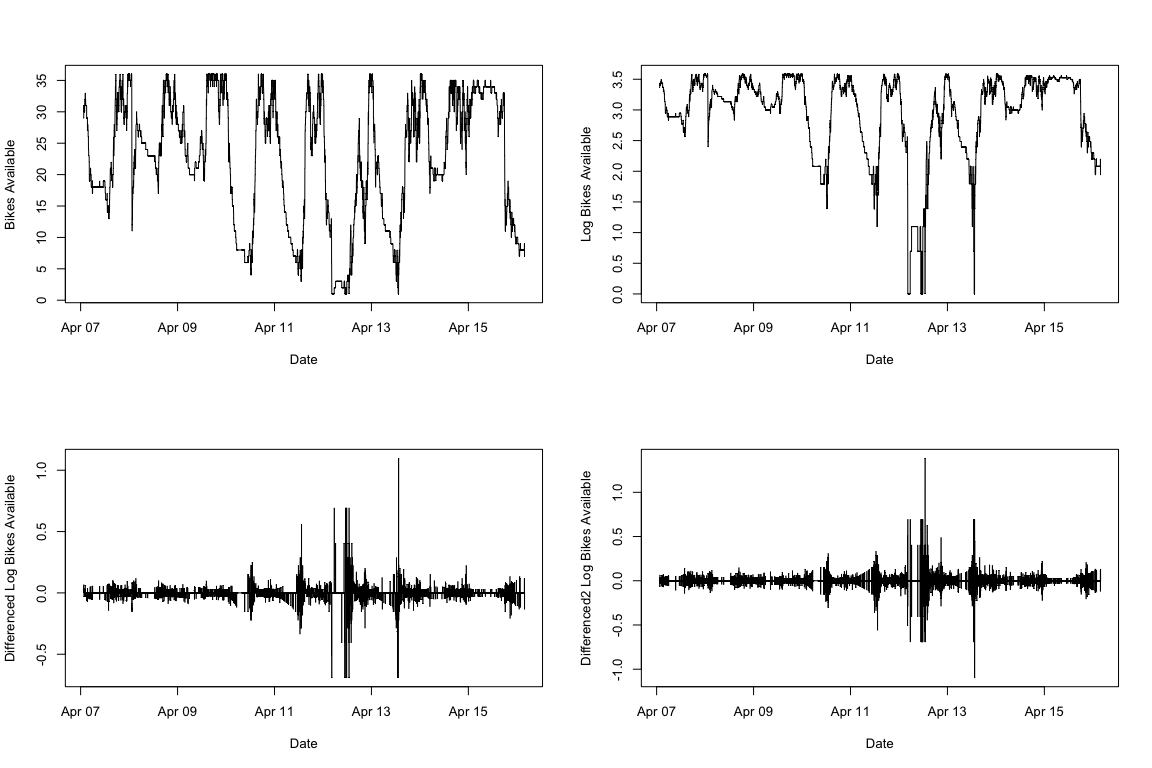 Bikes Available
35
30
25
20
15
10
5
0
Apr 07 Apr 09 Apr 11 Apr 13 Apr 15
Date
Log Bikes Available
3.5
3.0
2.5
2.0
1.5
1.0
0.5
0.0
Apr 07 Apr 09 Apr 11 Apr 13 Apr 15
Date
Differenced Log Bikes Available
1.0
0.5
0.0
-0.5
Apr 07 Apr 09 Apr 11 Apr 13 Apr 15
Date
Differenced2 Log Bikes Available
1.0
0.5
0.0
-0.5
-1.0
Apr 07 Apr 09 Apr 11 Apr 13 Apr 15
Date